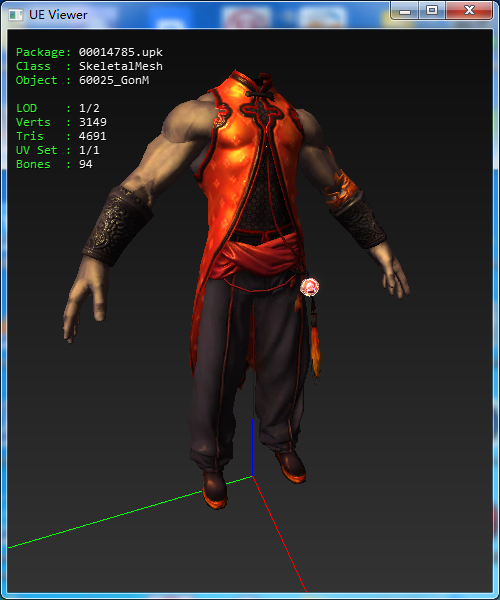 UE Viewer
Package: 00014785.upk
Class : SkeletalMesh
Object : 60025_GonM
LOD : 1/2
Verts : 3149
Tris : 4691
UV Set : 1/1
Bones : 94